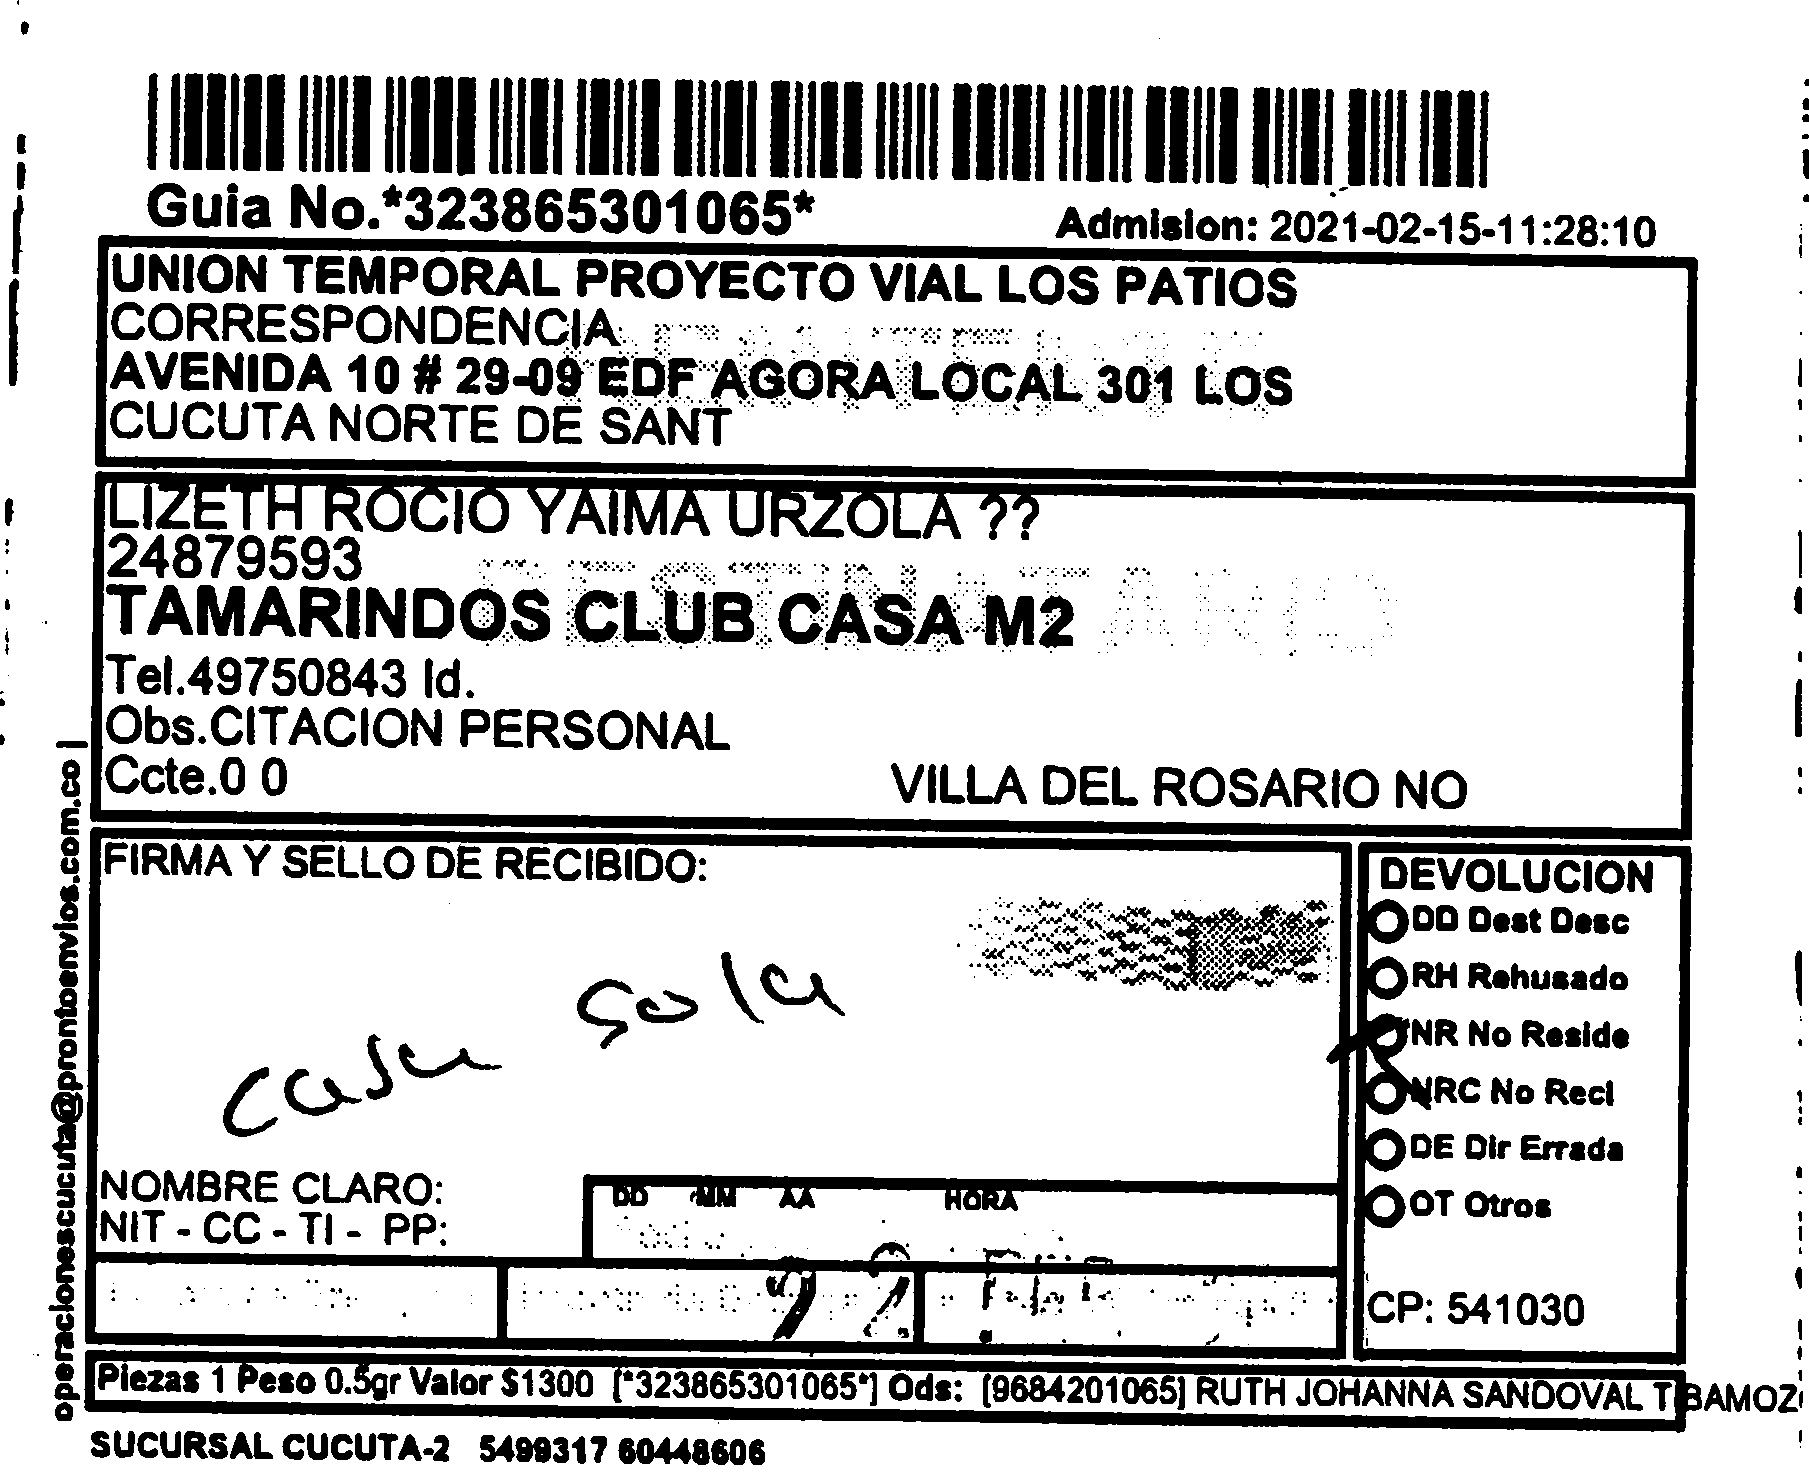 Guia No.*323865301065*
Admision: 2021-02-15-11:28:10
UNION TEMPORAL PROYECTO VIAL LOS PATIOS
CORRESPONDENCIA
REMITENTE
AVENIDA 10 # 29-09 EDF AGORA LOCAL 301 LOS
CUCUTA NORTE DE SANT
LIZETH ROCIO YAIMA URZOLA ??
24879593
DESTINATARIO
TAMARINDOS CLUB CASA M2
Tel.49750843 Id.
Obs.CITACION PERSONAL
Ccte.0 0
VILLA DEL ROSARIO NO
operacionescucuta@prontoenvios.com.co |
FIRMA Y SELLO DE RECIBIDO:
casa sola
NOMBRE CLARO:
NIT - CC - TI - PP:
DD MM AA HORA
DEVOLUCION
DD Dest Desc
RH Rehusado
NR No Reside
NRC No Recl
DE Dir Errada
OT Otros
CP: 541030
Piezas 1 Peso 0.5gr Valor $1300 [*323865301065*] Ods: [9684201065] RUTH JOHANNA SANDOVAL TIBAMOZ
SUCURSAL CUCUTA-2 5499317 60448606